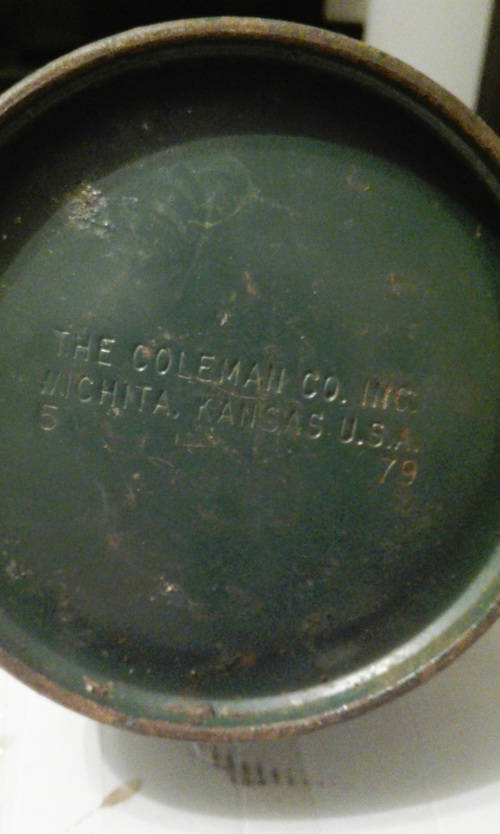 THE COLEMAN CO. INC.
WICHITA, KANSAS U.S.A.
5 79